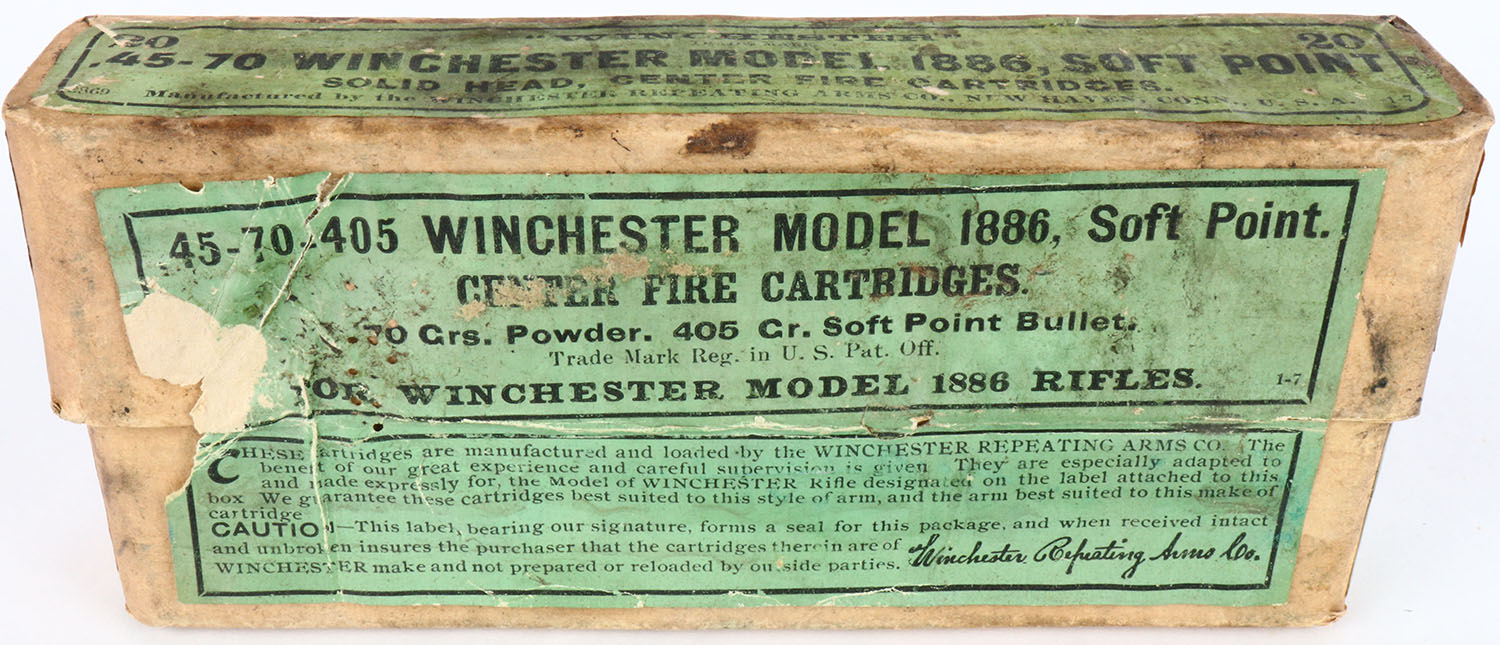 20 "WINCHESTER" 20
.45-70 WINCHESTER MODEL 1886, SOFT POINT
SOLID HEAD, CENTER FIRE CARTRIDGES.
Manufactured by the WINCHESTER REPEATING ARMS CO., NEW HAVEN, CONN., U. S. A. 1-7
.45-70-405 WINCHESTER MODEL 1886, Soft Point.
CENTER FIRE CARTRIDGES.
70 Grs. Powder. 405 Gr. Soft Point Bullet.
Trade Mark Reg. in U. S. Pat. Off.
FOR WINCHESTER MODEL 1886 RIFLES. 1-7
THESE Cartridges are manufactured and loaded by the WINCHESTER REPEATING ARMS CO. The
benefit of our great experience and careful supervision is given They are especially adapted to
and made expressly for, the Model of WINCHESTER Rifle designated on the label attached to this
box We guarantee these cartridges best suited to this style of arm, and the arm best suited to this make of
cartridge
CAUTION—This label, bearing our signature, forms a seal for this package, and when received intact
and unbroken insures the purchaser that the cartridges therein are of
WINCHESTER make and not prepared or reloaded by outside parties. Winchester Repeating Arms Co.